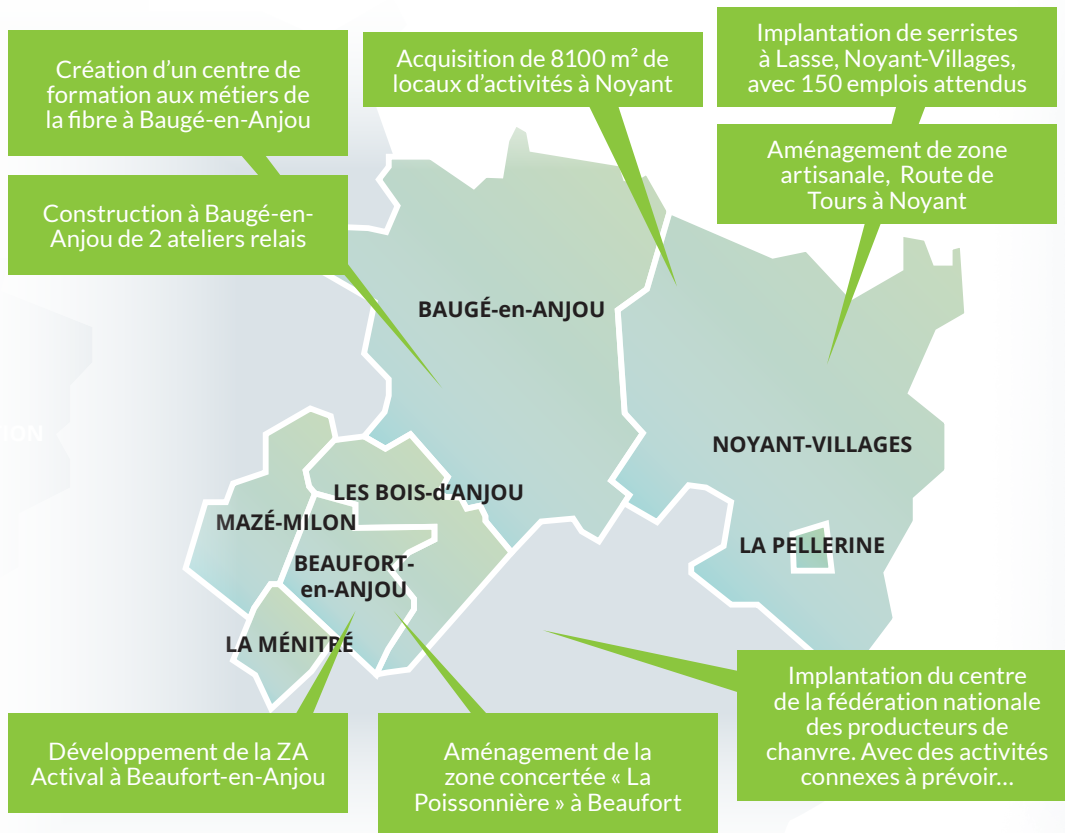 Création d'un centre de
formation aux métiers de
la fibre à Baugé-en-Anjou
Acquisition de 8100 m² de
locaux d'activités à Noyant
Implantation de serristes
à Lasse, Noyant-Villages,
avec 150 emplois attendus
Construction à Baugé-en-
Anjou de 2 ateliers relais
Aménagement de zone
artisanale, Route de
Tours à Noyant
BAUGÉ-en-ANJOU
NOYANT-VILLAGES
LES BOIS-d'ANJOU
MAZÉ-MILON
BEAUFORT-
en-ANJOU
LA PELLERINE
LA MÉNITRÉ
Développement de la ZA
Actival à Beaufort-en-Anjou
Aménagement de la
zone concertée « La
Poissonnière » à Beaufort
Implantation du centre
de la fédération nationale
des producteurs de
chanvre. Avec des activités
connexes à prévoir…